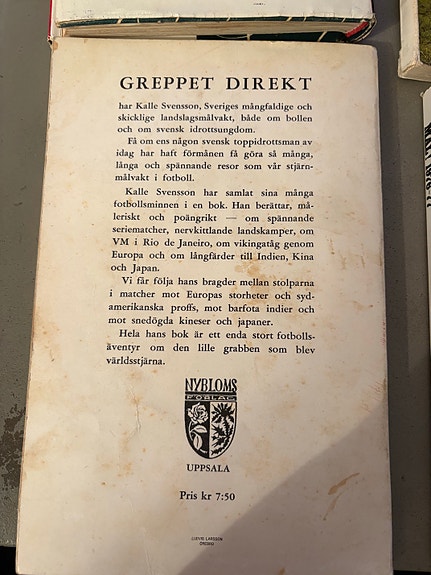 GREPPET DIREKT
har Kalle Svensson, Sveriges mångfaldige och
skicklige landslagsmålvakt, både om bollen
och om svensk idrottsungdom.
Få om ens någon svensk toppidrottsman av
idag har haft förmånen få göra så många,
långa och spännande resor som vår stjärn-
målvakt i fotboll.
Kalle Svensson har samlat sina många
fotbollsminnen i en bok. Han berättar, må-
leriskt och poängrikt — om spännande
seriematcher, nervkittlande landskamper, om
VM i Rio de Janeiro, om vikingatåg genom
Europa och om långfärder till Indien, Kina
och Japan.
Vi får följa hans bragder mellan stolparna
i matcher mot Europas storheter och syd-
amerikanska proffs, mot barfota indier och
mot snedögda kineser och japaner.
Hela hans bok är ett enda stort fotbolls-
äventyr om den lille grabben som blev
världsstjärna.
NYBLOMS
FÖRLAG
UPPSALA
Pris kr 7:50
LARSSON
ÖREBRO